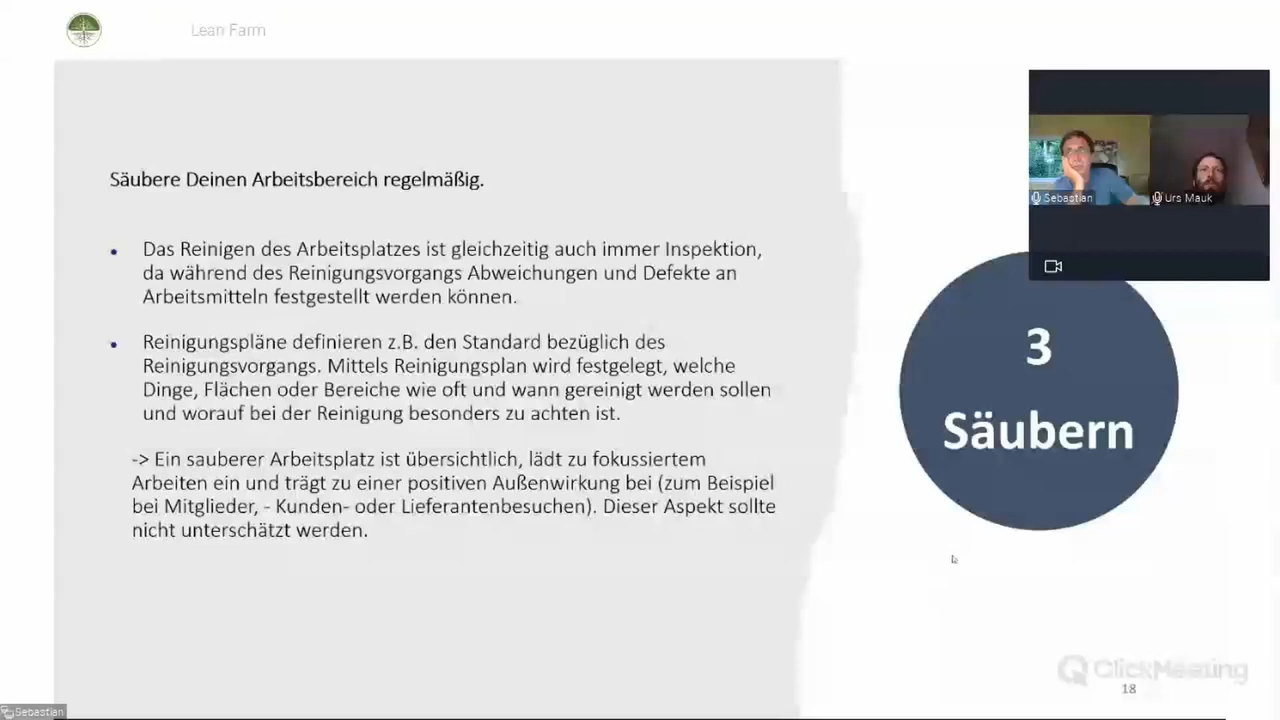 Lean Farm
Säubere Deinen Arbeitsbereich regelmäßig.
• Das Reinigen des Arbeitsplatzes ist gleichzeitig auch immer Inspektion,
da während des Reinigungsvorgangs Abweichungen und Defekte an
Arbeitsmitteln festgestellt werden können.
• Reinigungspläne definieren z.B. den Standard bezüglich des
Reinigungsvorgangs. Mittels Reinigungsplan wird festgelegt, welche
Dinge, Flächen oder Bereiche wie oft und wann gereinigt werden sollen
und worauf bei der Reinigung besonders zu achten ist.
-> Ein sauberer Arbeitsplatz ist übersichtlich, lädt zu fokussiertem
Arbeiten ein und trägt zu einer positiven Außenwirkung bei (zum Beispiel
bei Mitglieder, - Kunden- oder Lieferantenbesuchen). Dieser Aspekt sollte
nicht unterschätzt werden.
Sebastian
Urs Mauk
3
Säubern
ClickMeeting
18
Sebastian